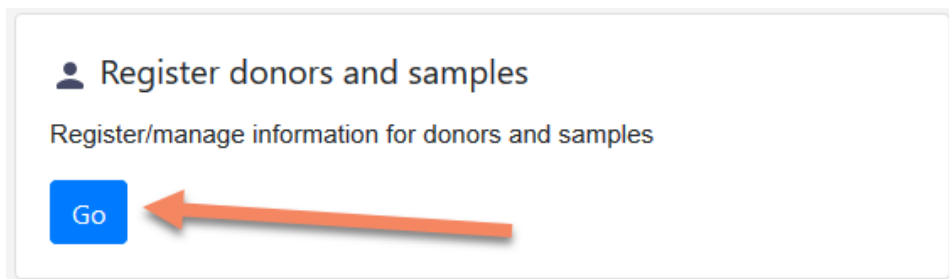 Register donors and samples
Register/manage information for donors and samples
Go